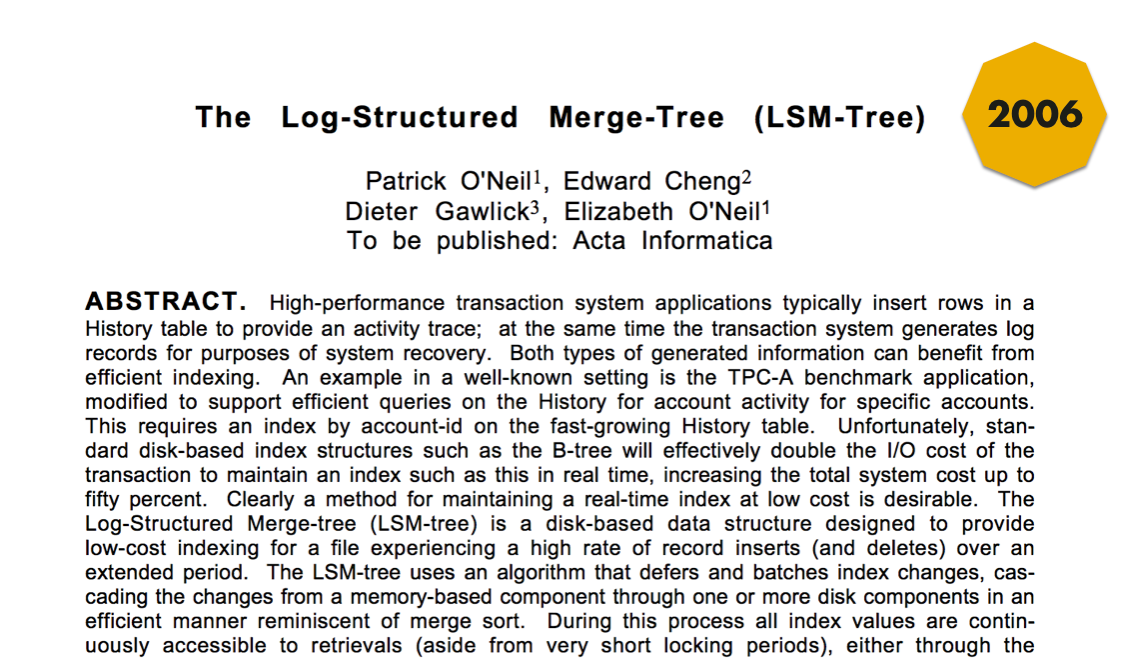 The Log-Structured Merge-Tree (LSM-Tree)
2006
Patrick O'Neil1, Edward Cheng2
Dieter Gawlick3, Elizabeth O'Neil1
To be published: Acta Informatica
ABSTRACT. High-performance transaction system applications typically insert rows in a
History table to provide an activity trace; at the same time the transaction system generates log
records for purposes of system recovery. Both types of generated information can benefit from
efficient indexing. An example in a well-known setting is the TPC-A benchmark application,
modified to support efficient queries on the History for account activity for specific accounts.
This requires an index by account-id on the fast-growing History table. Unfortunately, stan-
dard disk-based index structures such as the B-tree will effectively double the I/O cost of the
transaction to maintain an index such as this in real time, increasing the total system cost up to
fifty percent. Clearly a method for maintaining a real-time index at low cost is desirable. The
Log-Structured Merge-tree (LSM-tree) is a disk-based data structure designed to provide
low-cost indexing for a file experiencing a high rate of record inserts (and deletes) over an
extended period. The LSM-tree uses an algorithm that defers and batches index changes, cas-
cading the changes from a memory-based component through one or more disk components in an
efficient manner reminiscent of merge sort. During this process all index values are contin-
uously accessible to retrievals (aside from very short locking periods), either through the